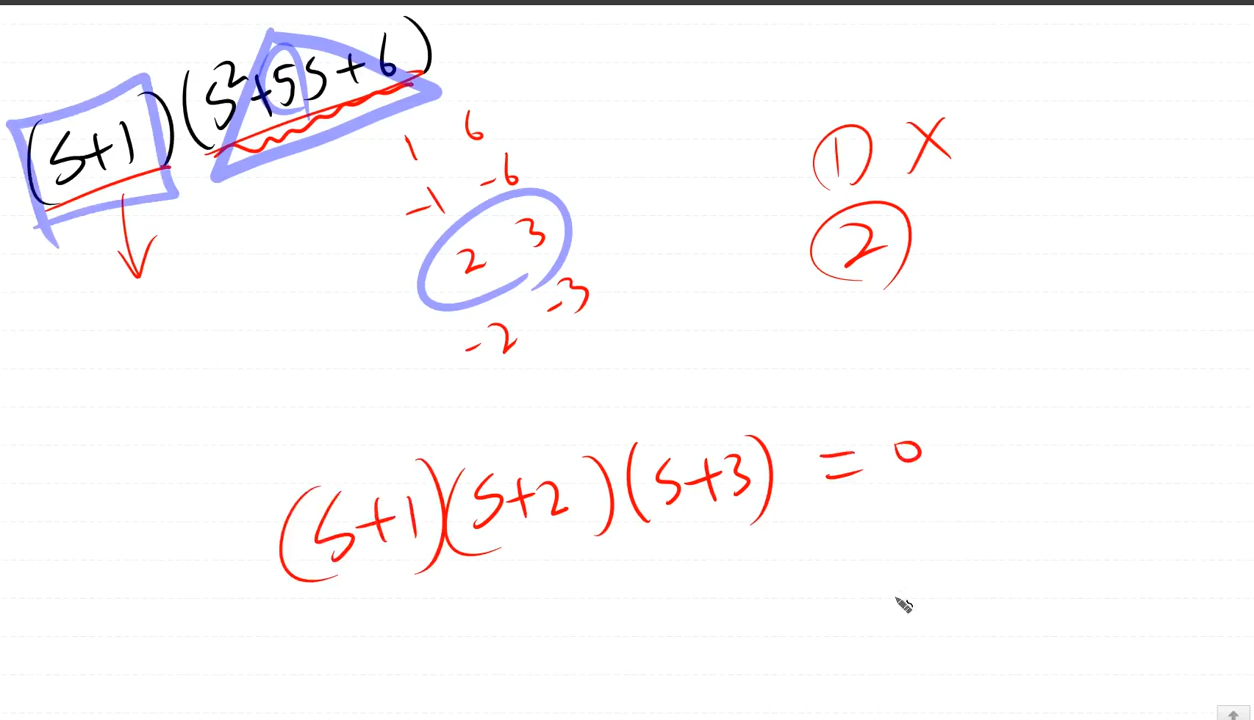 (s+1)(s²+5s+6)
1 6
-1 -6
2 3
-2 -3
① X
②
(s+1)(s+2)(s+3) = 0